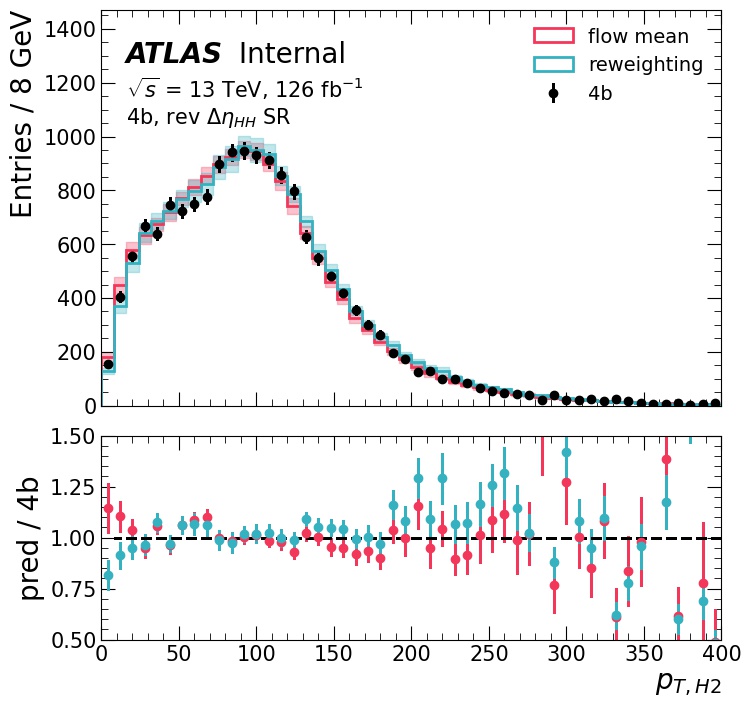 Entries / 8 GeV
1400
1200
1000
800
600
400
200
0
ATLAS Internal
√s = 13 TeV, 126 fb⁻¹
4b, rev Δη_HH SR
flow mean
reweighting
4b
pred / 4b
1.50
1.25
1.00
0.75
0.50
0 50 100 150 200 250 300 350 400
p_T, H2